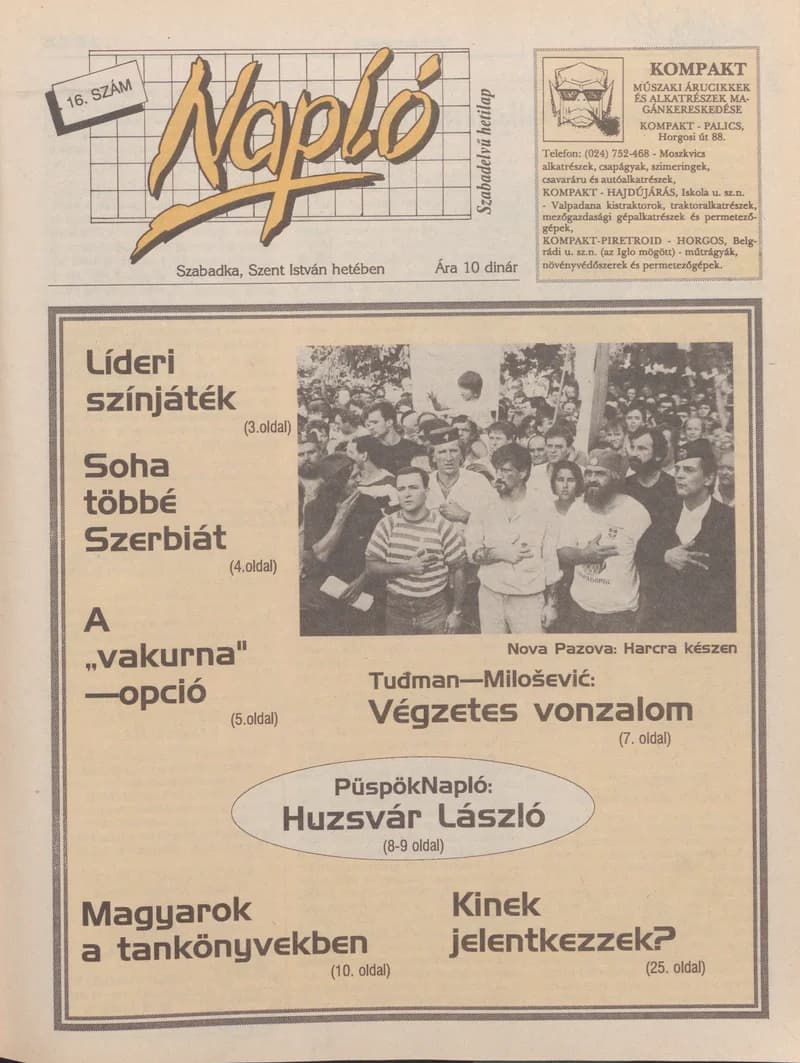 16. SZÁM
Napló
Szabadelvű hetilap
Szabadka, Szent István hetében
Ára 10 dinár
KOMPAKT
MŰSZAKI ÁRUCIKKEK
ÉS ALKATRÉSZEK MA-
GÁNKERESKEDÉSE
KOMPAKT - PALICS,
Horgosi út 88.
Telefon: (024) 752-468 - Moszkvics
alkatrészek, csapágyak, szimeringek,
csavaráru és autóalkatrészek,
KOMPAKT - HAJDÚJÁRÁS, Iskola u. sz.n.
- Valpadana kistraktorok, traktoralkatrészek,
mezőgazdasági gépalkatrészek és permetező-
gépek,
KOMPAKT-PIRETROID - HORGOS, Belg-
rádi u. sz.n. (az Iglo mögött) - műtrágyák,
növényvédőszerek és permetezőgépek.
Líderi
színjáték
(3.oldal)
Soha
többé
Szerbiát
(4.oldal)
A
„vakurna"
—opció
(5.oldal)
Nova Pazova: Harcra készen
Tuđman—Milošević:
Végzetes vonzalom
(7. oldal)
PüspökNapló:
Huzsvár László
(8-9 oldal)
Magyarok
a tankönyvekben
(10. oldal)
Kinek
jelentkezzek?
(25. oldal)